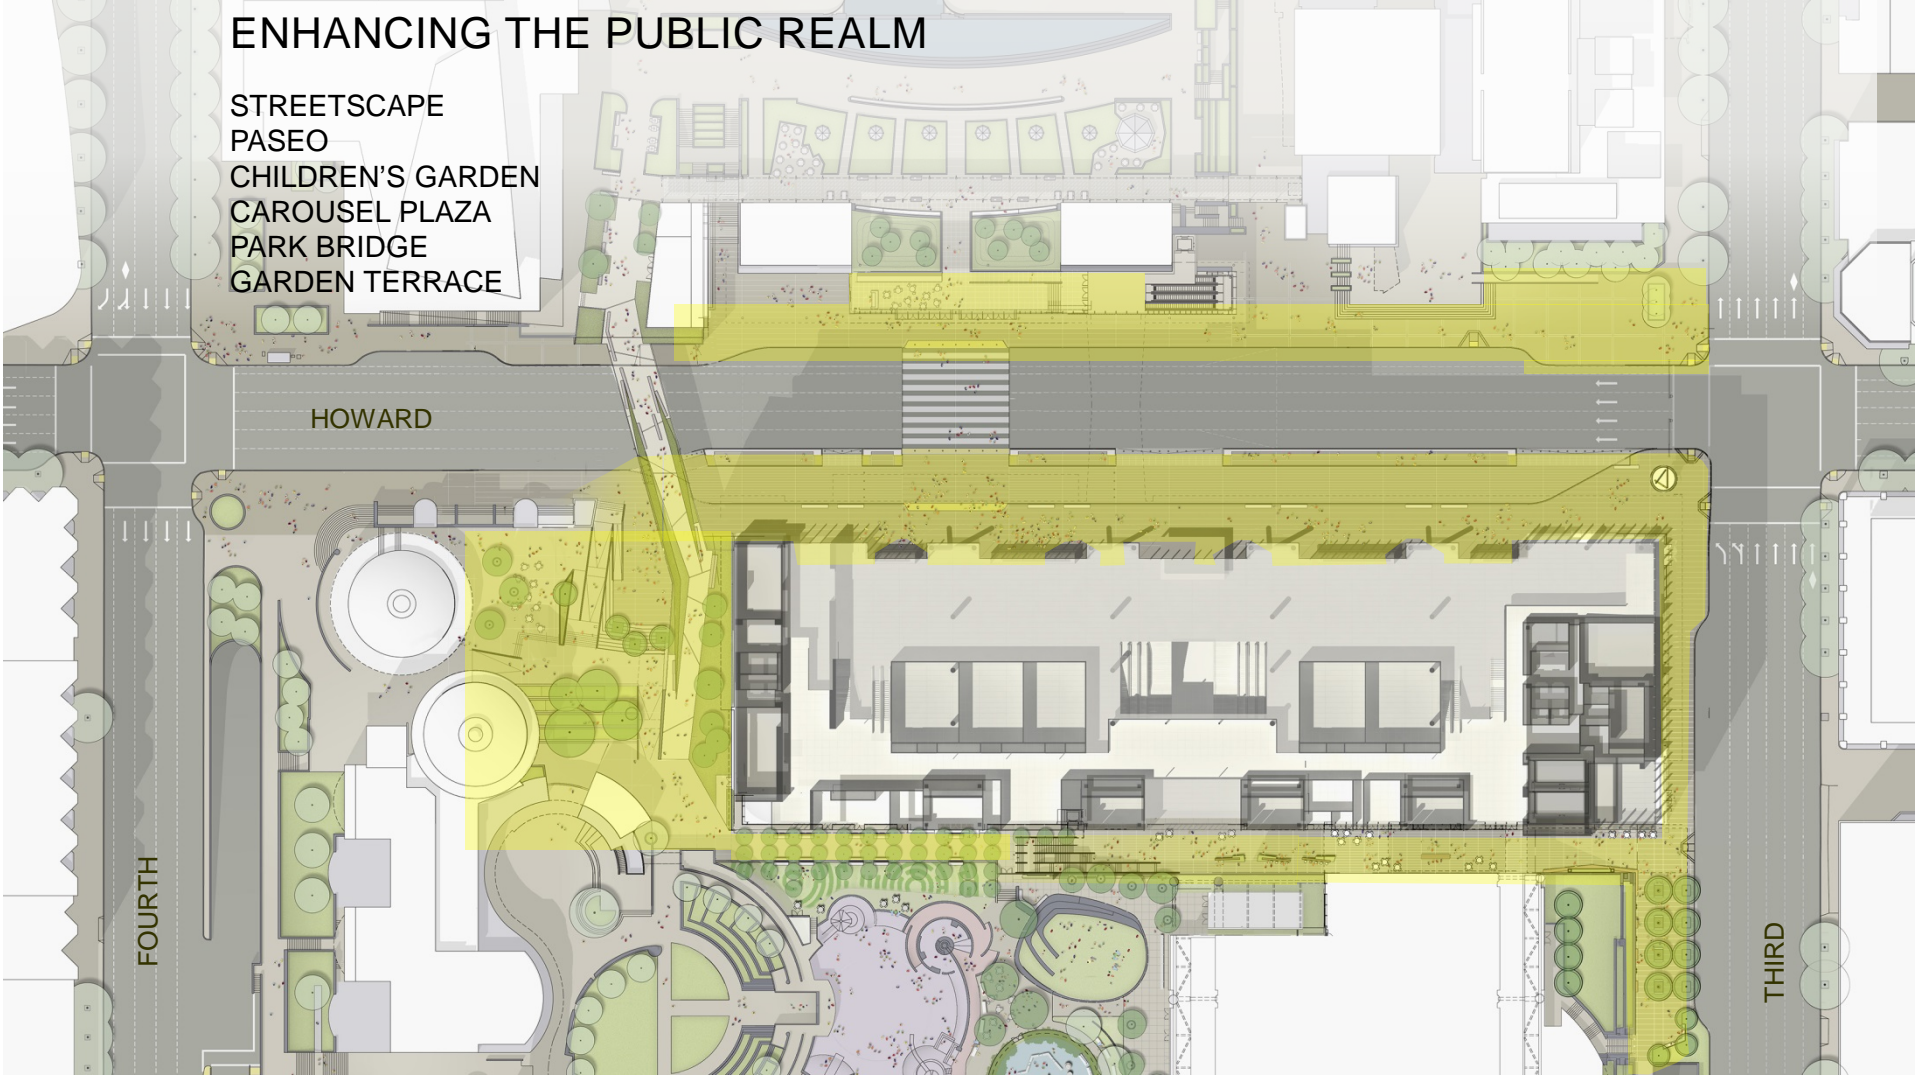 ENHANCING THE PUBLIC REALM
STREETSCAPE
PASEO
CHILDREN'S GARDEN
CAROUSEL PLAZA
PARK BRIDGE
GARDEN TERRACE
HOWARD
FOURTH
THIRD